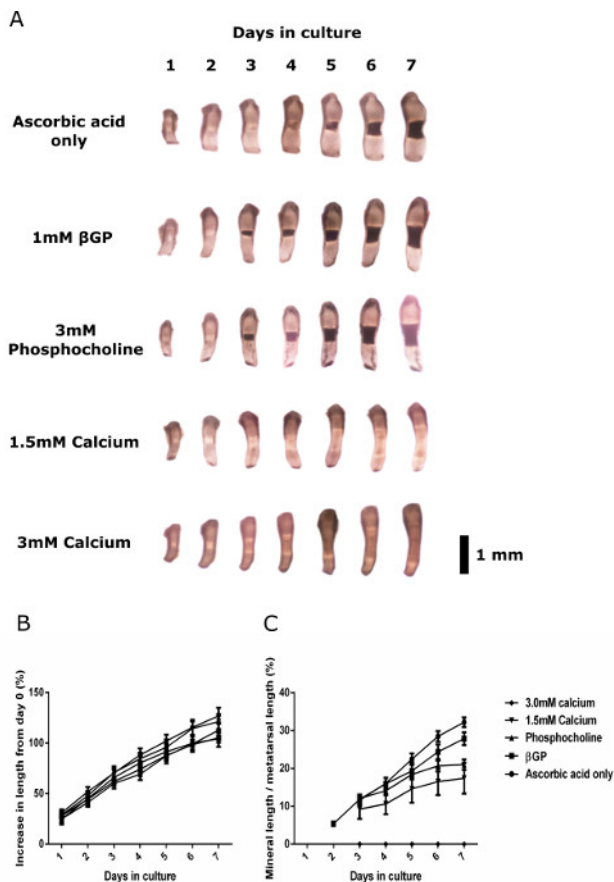 A
Days in culture
1 2 3 4 5 6 7
Ascorbic acid
only
1mM βGP
3mM
Phosphocholine
1.5mM Calcium
3mM Calcium
1 mm
B
Increase in length from day 0 (%)
150
100
50
0
1 2 3 4 5 6 7
Days in culture
C
Mineral length / metatarsal length (%)
40
30
20
10
0
1 2 3 4 5 6 7
Days in culture
3.0mM calcium
1.5mM Calcium
Phosphocholine
βGP
Ascorbic acid only